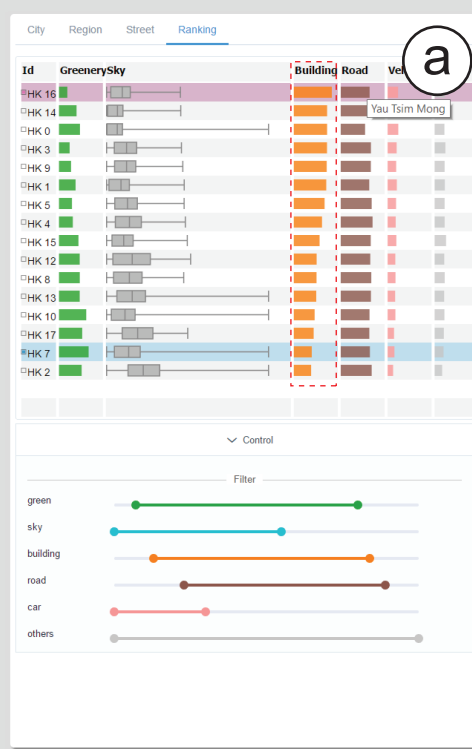 City Region Street Ranking
Id Greenery Sky Building Road Veh
a
HK 16
Yau Tsim Mong
HK 14
HK 0
HK 3
HK 9
HK 1
HK 5
HK 4
HK 15
HK 12
HK 8
HK 13
HK 10
HK 17
HK 7
HK 2
Control
Filter
green
sky
building
road
car
others